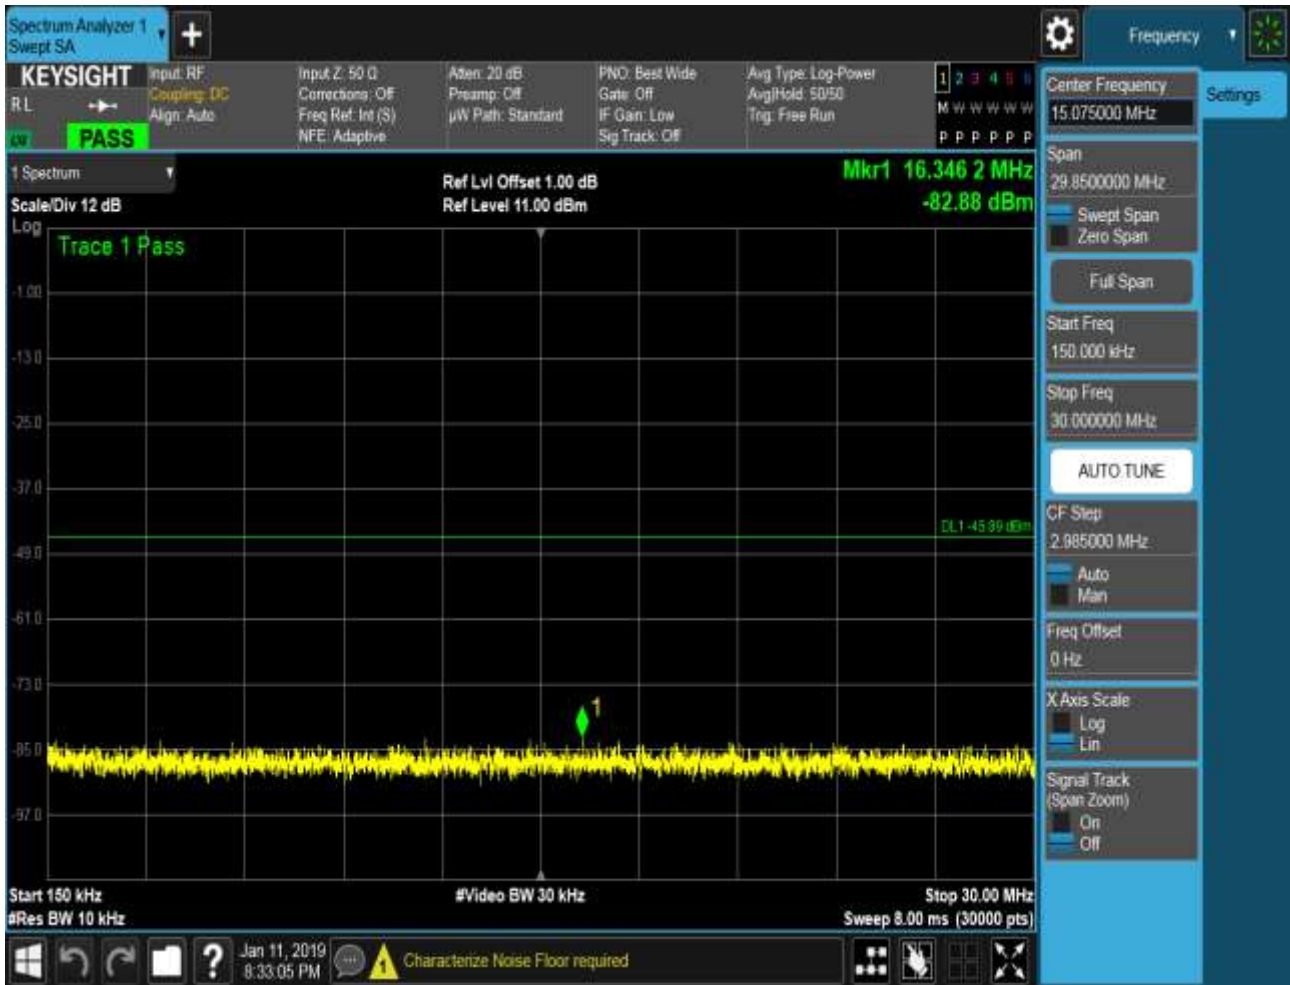 Spectrum Analyzer 1
Swept SA
+
Frequency
KEYSIGHT
R L
PASS
Input: RF
Coupling: DC
Align: Auto
Input Z: 50 Ω
Corrections: Off
Freq Ref: Int (S)
NFE: Adaptive
Atten: 20 dB
Preamp: Off
µW Path: Standard
PNO: Best Wide
Gate: Off
IF Gain: Low
Sig Track: Off
Avg Type: Log-Power
Avg|Hold: 50/50
Trig: Free Run
1 2 3 4 5 6
M W W W W W
P P P P P P
1 Spectrum
Scale/Div 12 dB
Log
Ref Lvl Offset 1.00 dB
Ref Level 11.00 dBm
Mkr1 16.346 2 MHz
-82.88 dBm
Trace 1 Pass
-1.00
-13.0
-25.0
-37.0
DL1 -45.89 dBm
-49.0
-61.0
-73.0
1
-85.0
-97.0
Start 150 kHz
#Res BW 10 kHz
#Video BW 30 kHz
Stop 30.00 MHz
Sweep 8.00 ms (30000 pts)
Center Frequency
15.075000 MHz
Settings
Span
29.8500000 MHz
Swept Span
Zero Span
Full Span
Start Freq
150.000 kHz
Stop Freq
30.000000 MHz
AUTO TUNE
CF Step
2.985000 MHz
Auto
Man
Freq Offset
0 Hz
X Axis Scale
Log
Lin
Signal Track
(Span Zoom)
On
Off
?
Jan 11, 2019
8:33:05 PM
1
Characterize Noise Floor required